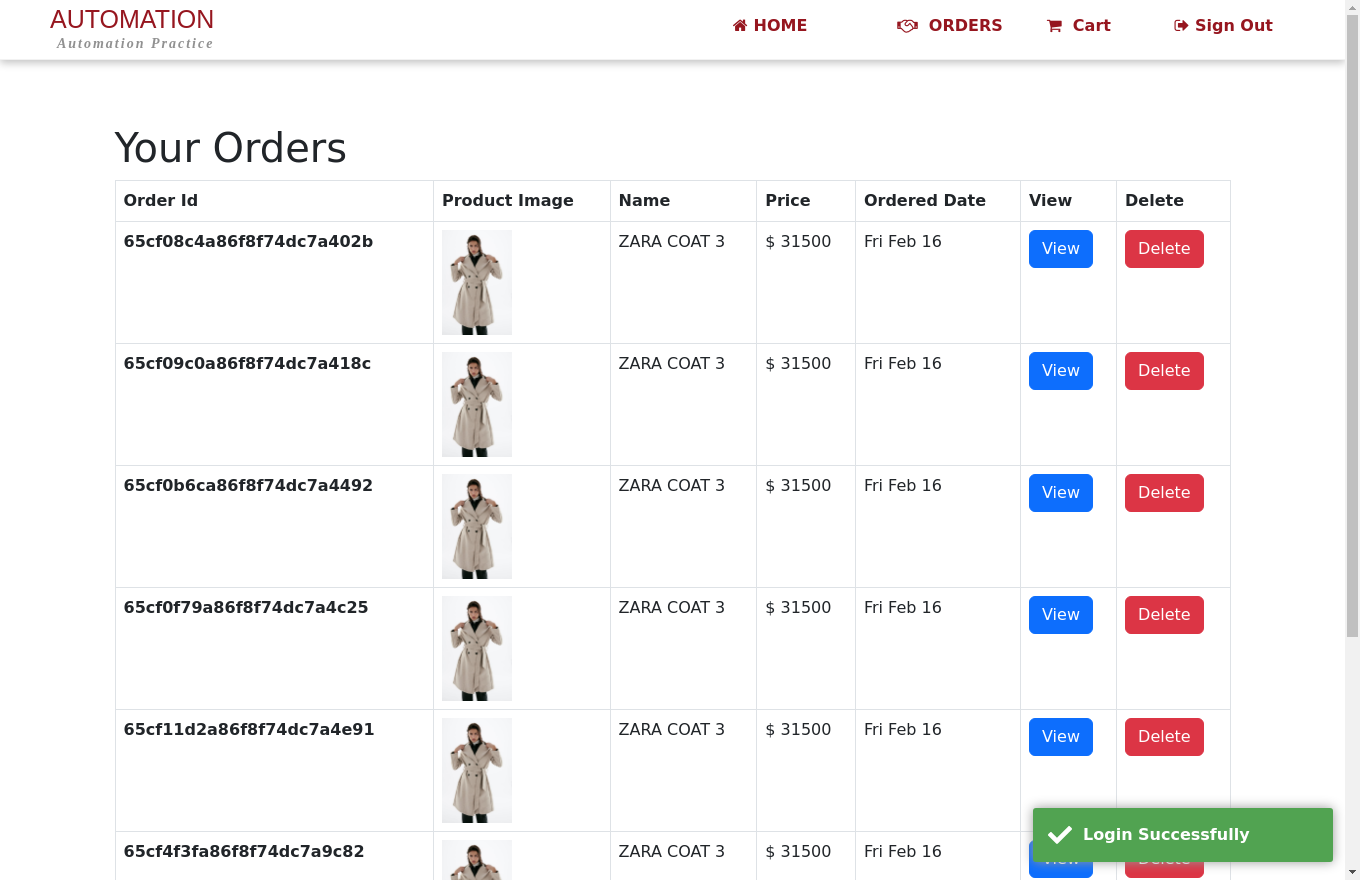 AUTOMATION
Automation Practice
HOME
ORDERS
Cart
Sign Out
Your Orders
Order Id Product Image Name Price Ordered Date View Delete
65cf08c4a86f8f74dc7a402b ZARA COAT 3 $ 31500 Fri Feb 16 View Delete
65cf09c0a86f8f74dc7a418c ZARA COAT 3 $ 31500 Fri Feb 16 View Delete
65cf0b6ca86f8f74dc7a4492 ZARA COAT 3 $ 31500 Fri Feb 16 View Delete
65cf0f79a86f8f74dc7a4c25 ZARA COAT 3 $ 31500 Fri Feb 16 View Delete
65cf11d2a86f8f74dc7a4e91 ZARA COAT 3 $ 31500 Fri Feb 16 View Delete
65cf4f3fa86f8f74dc7a9c82 ZARA COAT 3 $ 31500 Fri Feb 16 View Delete
Login Successfully